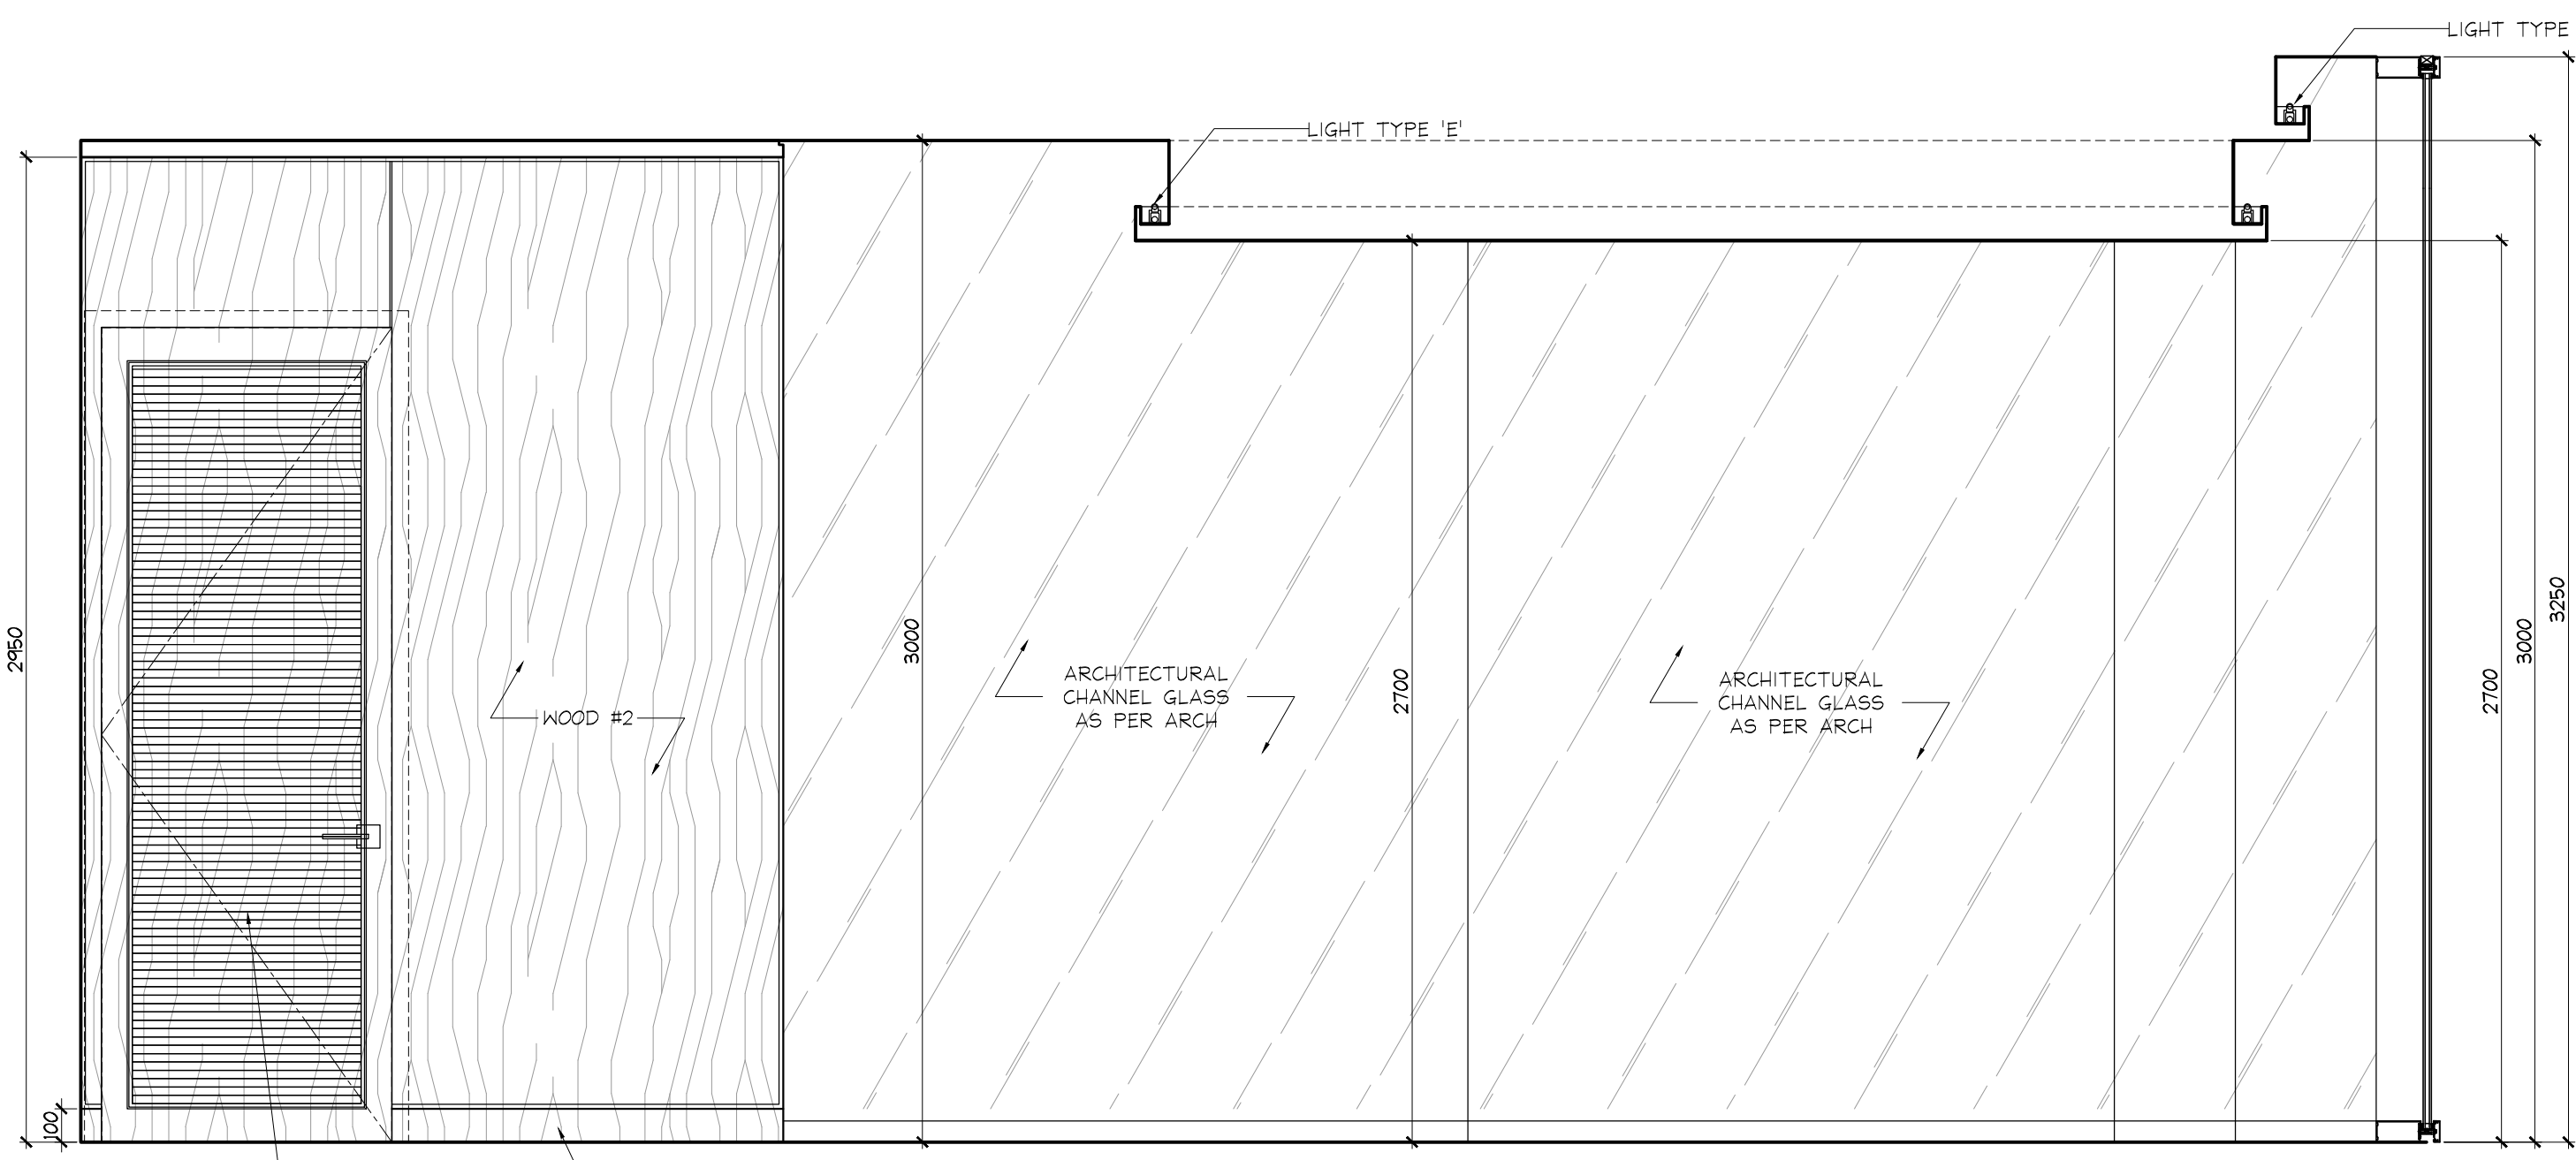 LIGHT TYPE
LIGHT TYPE 'E'
2950
3000
2700
2700
3000
3250
WOOD #2
ARCHITECTURAL
CHANNEL GLASS
AS PER ARCH
ARCHITECTURAL
CHANNEL GLASS
AS PER ARCH
100